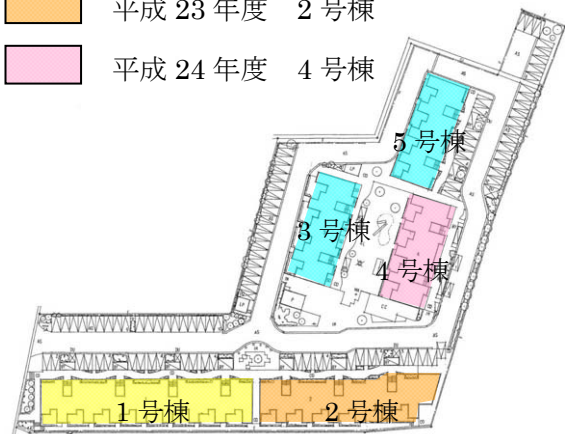 平成 23 年度　2 号棟
平成 24 年度　4 号棟
5 号棟
3 号棟
4 号棟
1 号棟
2 号棟